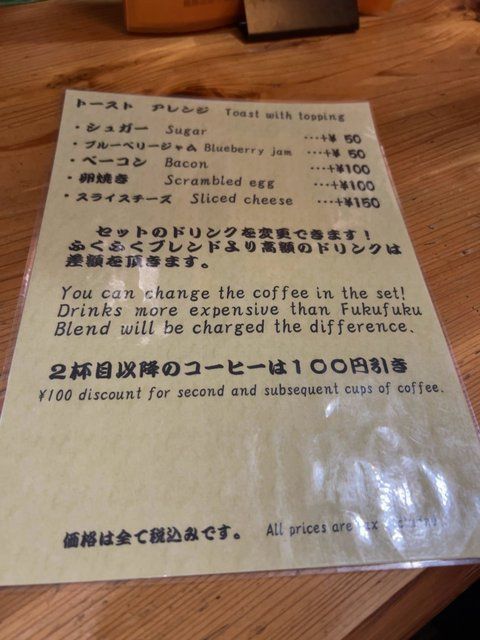 トースト アレンジ Toast with topping
・シュガー Sugar ・・・+¥ 50
・ブルーベリージャム Blueberry jam ・・・+¥ 50
・ベーコン Bacon ・・・+¥100
・卵焼き Scrambled egg ・・・+¥100
・スライスチーズ Sliced cheese ・・・+¥150
セットのドリンクを変更できます！
ふくふくブレンドより高額のドリンクは
差額を頂きます。
You can change the coffee in the set!
Drinks more expensive than Fukufuku
Blend will be charged the difference.
２杯目以降のコーヒーは１００円引き
¥100 discount for second and subsequent cups of coffee.
価格は全て税込みです。 All prices are